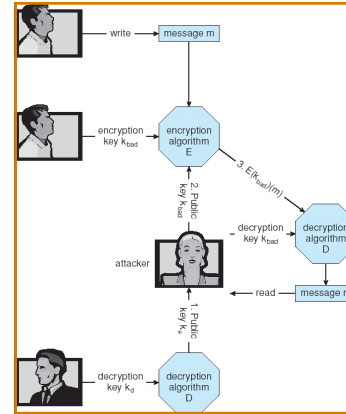 write
message m
encryption
key k_bad
encryption
algorithm
E
3. E(k_bad)(m)
2. Public
key k_bad
decryption
key k_bad
decryption
algorithm
D
attacker
read
message
1. Public
key k_e
decryption
key k_d
decryption
algorithm
D